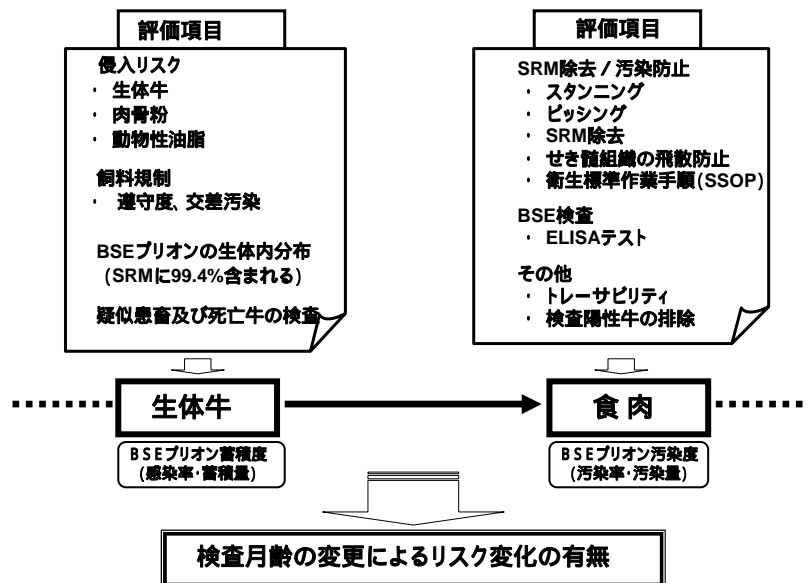 評価項目
侵入リスク
・ 生体牛
・ 肉骨粉
・ 動物性油脂
飼料規制
・ 遵守度、交差汚染
BSEプリオンの生体内分布
(SRMに99.4%含まれる)
疑似患畜及び死亡牛の検査
評価項目
SRM除去 / 汚染防止
・ スタンニング
・ ピッシング
・ SRM除去
・ せき髄組織の飛散防止
・ 衛生標準作業手順(SSOP)
BSE検査
・ ELISAテスト
その他
・ トレーサビリティ
・ 検査陽性牛の排除
生体牛
食 肉
BSEプリオン蓄積度
(感染率・蓄積量)
BSEプリオン汚染度
(汚染率・汚染量)
検査月齢の変更によるリスク変化の有無